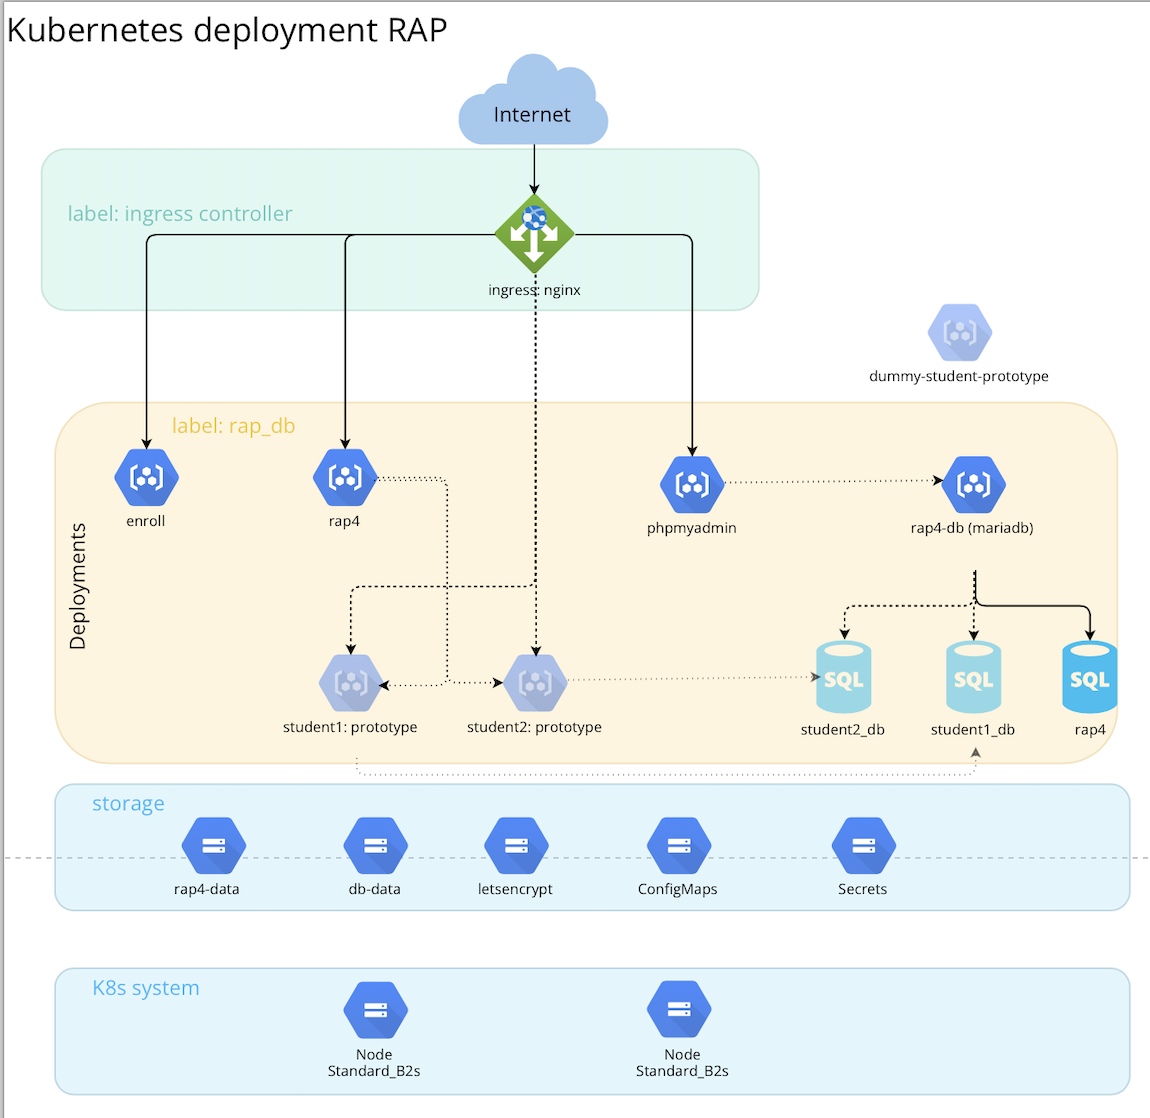 Kubernetes deployment RAP
Internet
label: ingress controller
ingress: nginx
dummy-student-prototype
label: rap_db
Deployments
enroll
rap4
phpmyadmin
rap4-db (mariadb)
student1: prototype
student2: prototype
SQL
SQL
SQL
student2_db
student1_db
rap4
storage
rap4-data
db-data
letsencrypt
ConfigMaps
Secrets
K8s system
Node
Standard_B2s
Node
Standard_B2s